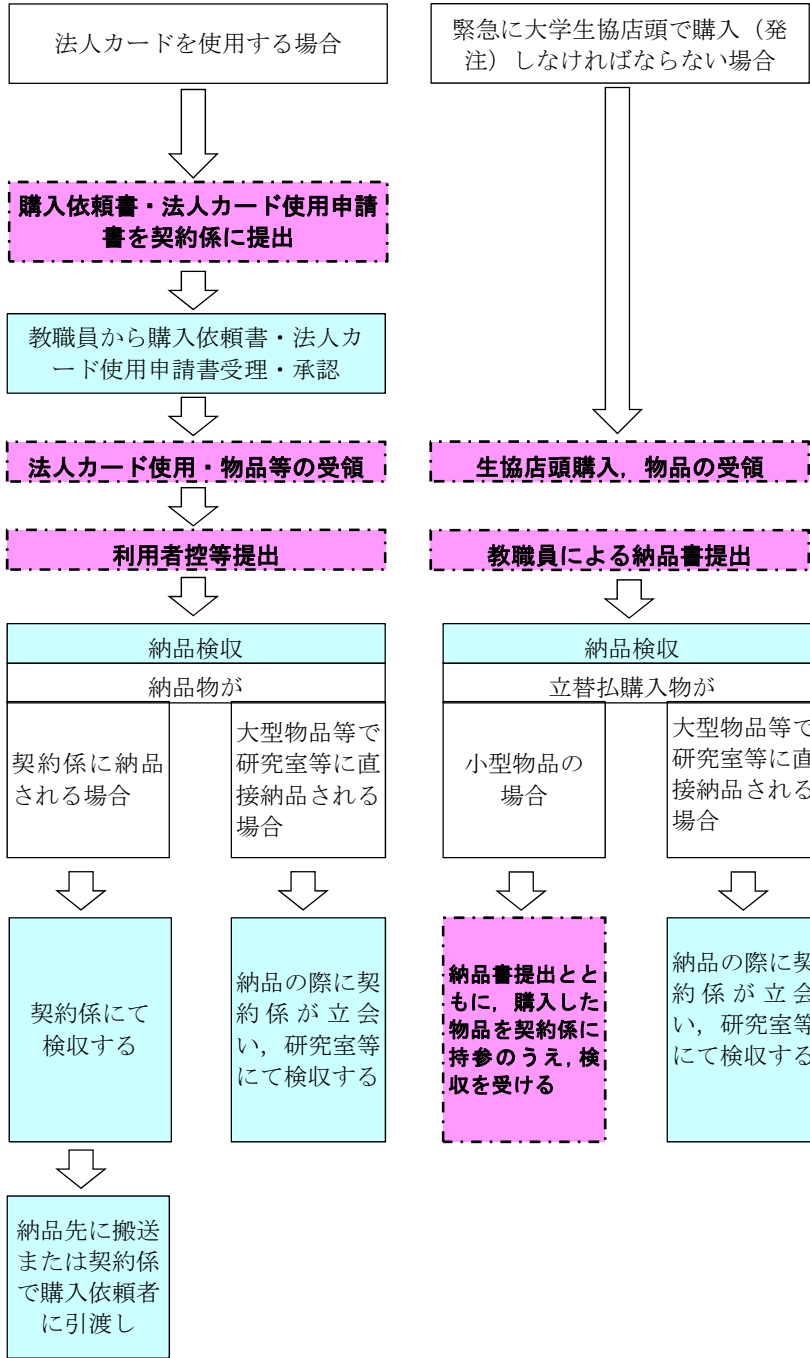 法人カードを使用する場合
購入依頼書・法人カード使用申請
書を契約係に提出
教職員から購入依頼書・法人カ
ード使用申請書受理・承認
法人カード使用・物品等の受領
利用者控等提出
納品検収
納品物が
契約係に納品
される場合
大型物品等で
研究室等に直
接納品される
場合
契約係にて
検収する
納品の際に契
約係が立会
い，研究室等
にて検収する
納品先に搬送
または契約係
で購入依頼者
に引渡し
緊急に大学生協店頭で購入（発
注）しなければならない場合
生協店頭購入，物品の受領
教職員による納品書提出
納品検収
立替払購入物が
小型物品の
場合
大型物品等で
研究室等に直
接納品される
場合
納品書提出とと
もに，購入した
物品を契約係に
持参のうえ，検
収を受ける
納品の際に契
約係が立会
い，研究室等
にて検収する